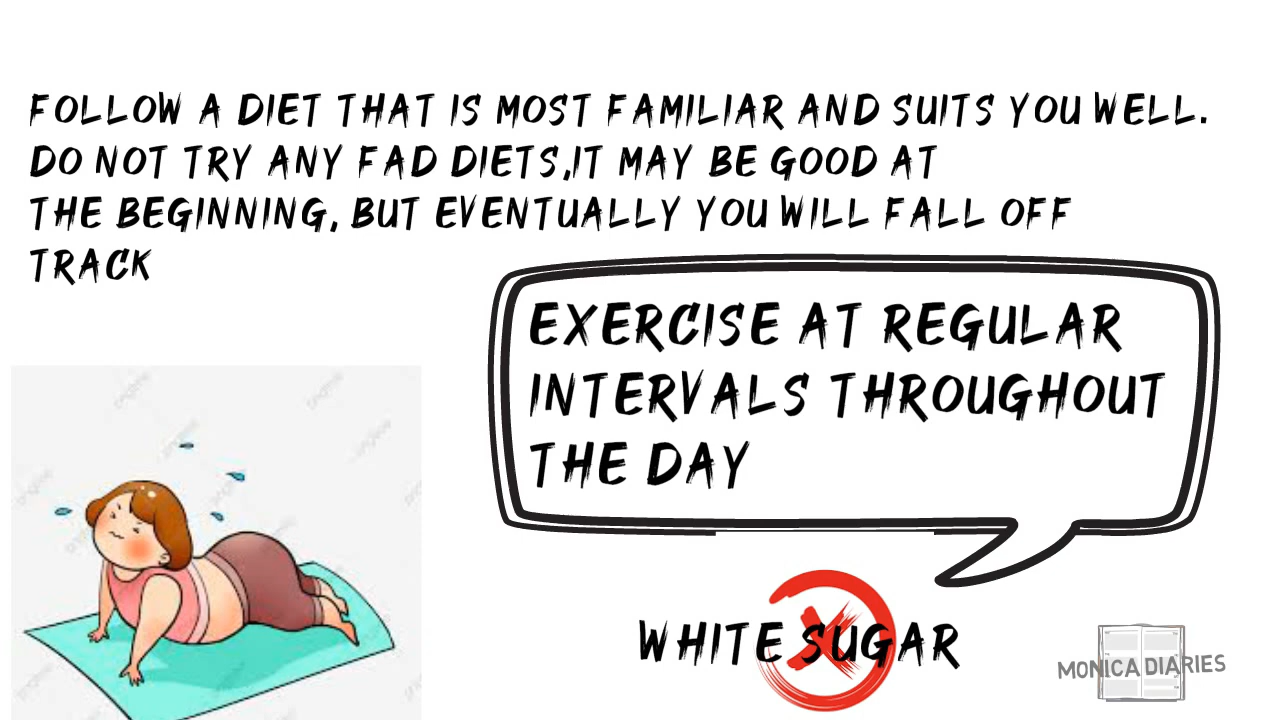 FOLLOW A DIET THAT IS MOST FAMILIAR AND SUITS YOU WELL.
DO NOT TRY ANY FAD DIETS,IT MAY BE GOOD AT
THE BEGINNING, BUT EVENTUALLY YOU WILL FALL OFF
TRACK
EXERCISE AT REGULAR
INTERVALS THROUGHOUT
THE DAY
WHITE SUGAR
MONICA DIARIES